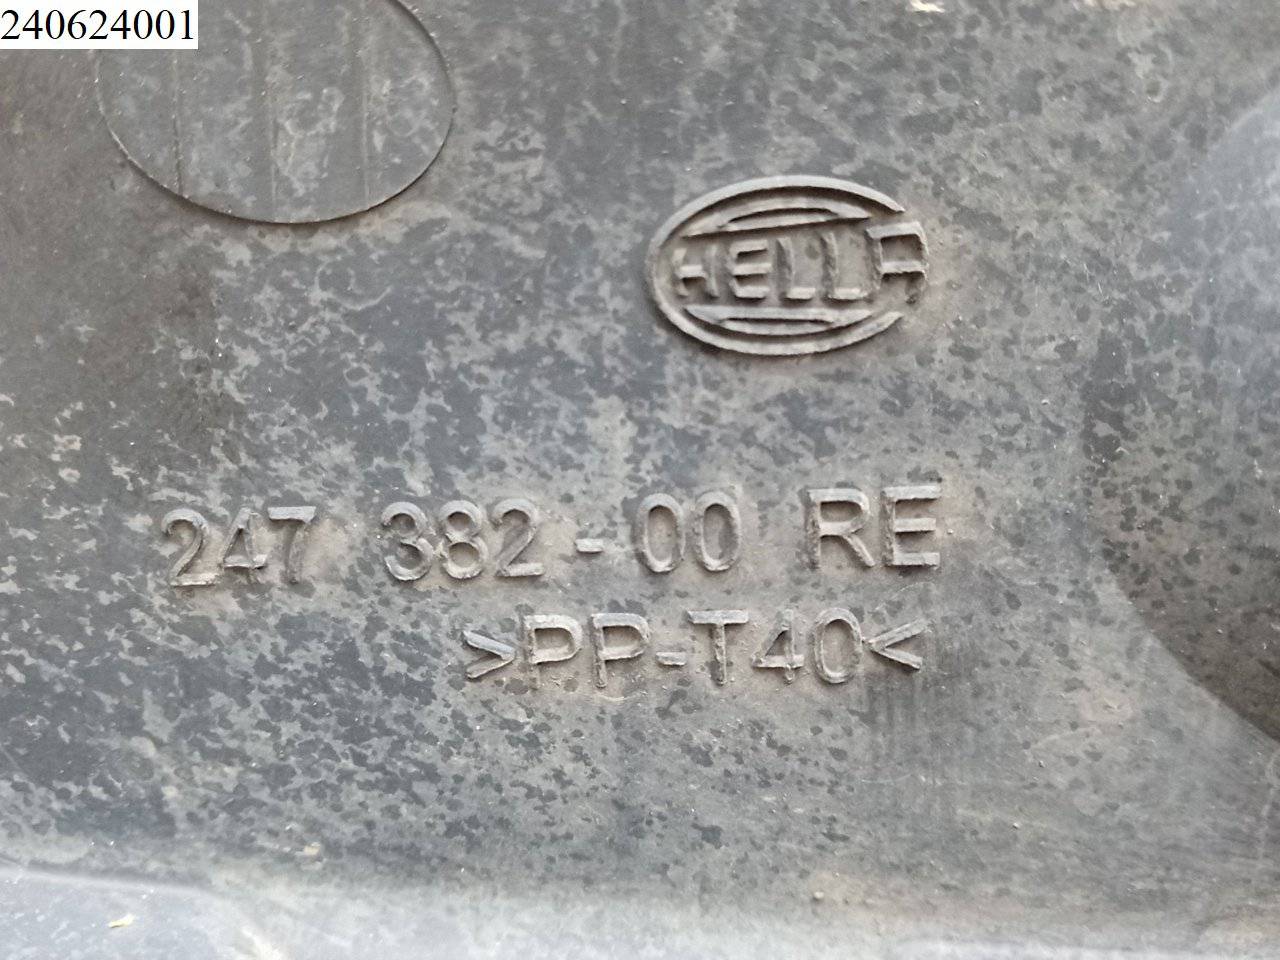 240624001
HELLA
247 382-00 RE
>PP-T40<